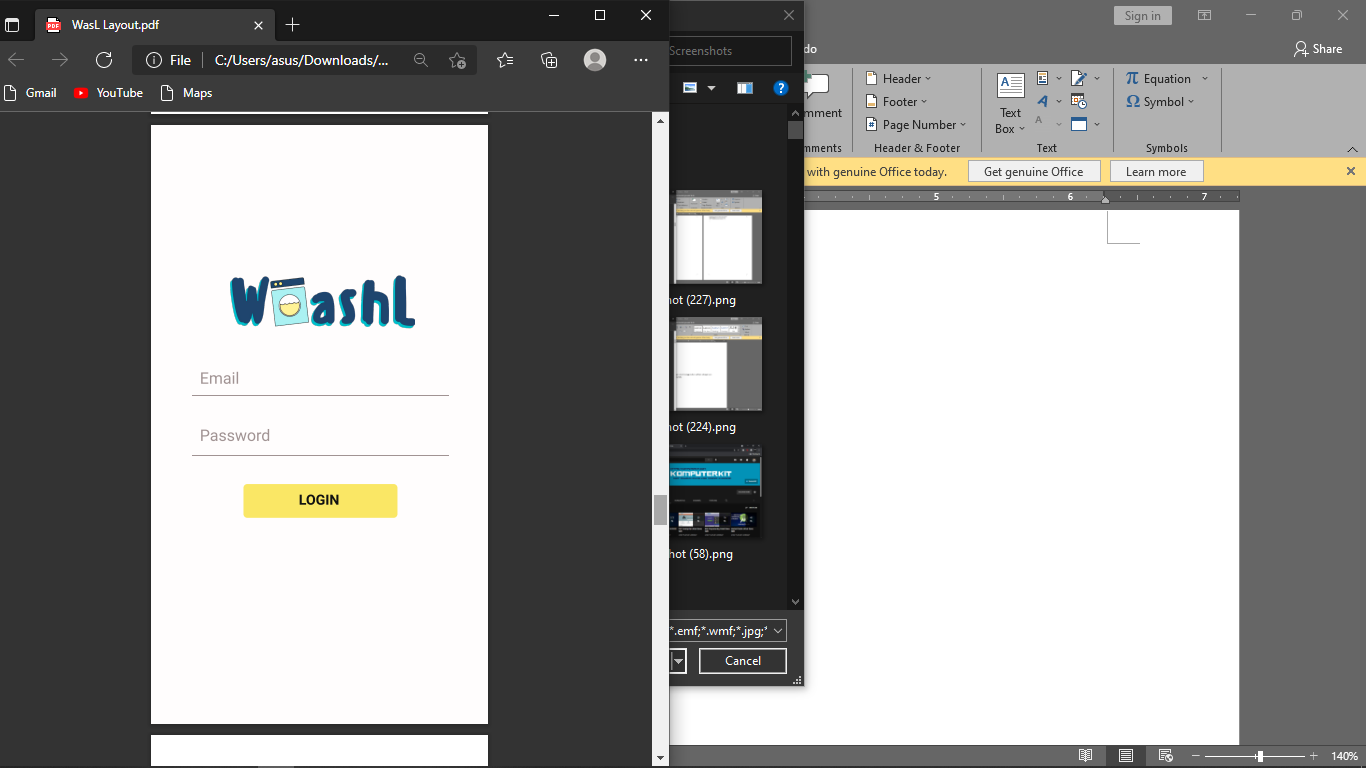 WasL Layout.pdf
File
C:/Users/asus/Downloads/...
Gmail
YouTube
Maps
WashL
Email
Password
LOGIN
Screenshots
hot (227).png
hot (224).png
KOMPUTERKIT
hot (58).png
*.emf;*.wmf;*.jpg;*
Cancel
Sign in
do
Share
mment
mments
Header
Footer
Page Number
Header & Footer
Text
Box
Text
Equation
Symbol
Symbols
with genuine Office today.
Get genuine Office
Learn more
5 6 7
140%